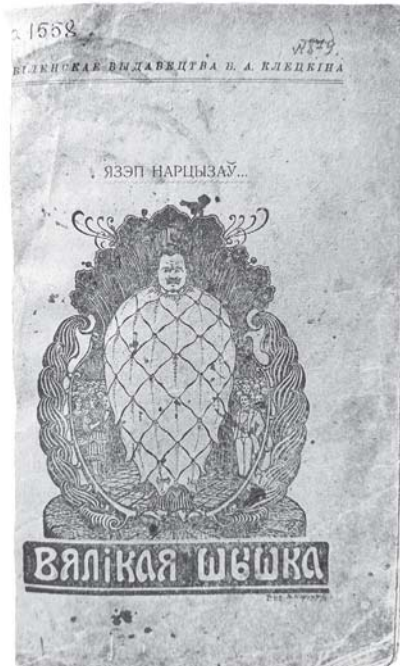 1558
ВІЛЕНСКАЕ ВЫДАВЕЦТВА Б. А. КЛЕЦКІНА
ЯЗЭП НАРЦЫЗАЎ...
ВЯЛІКАЯ ШЫШКА